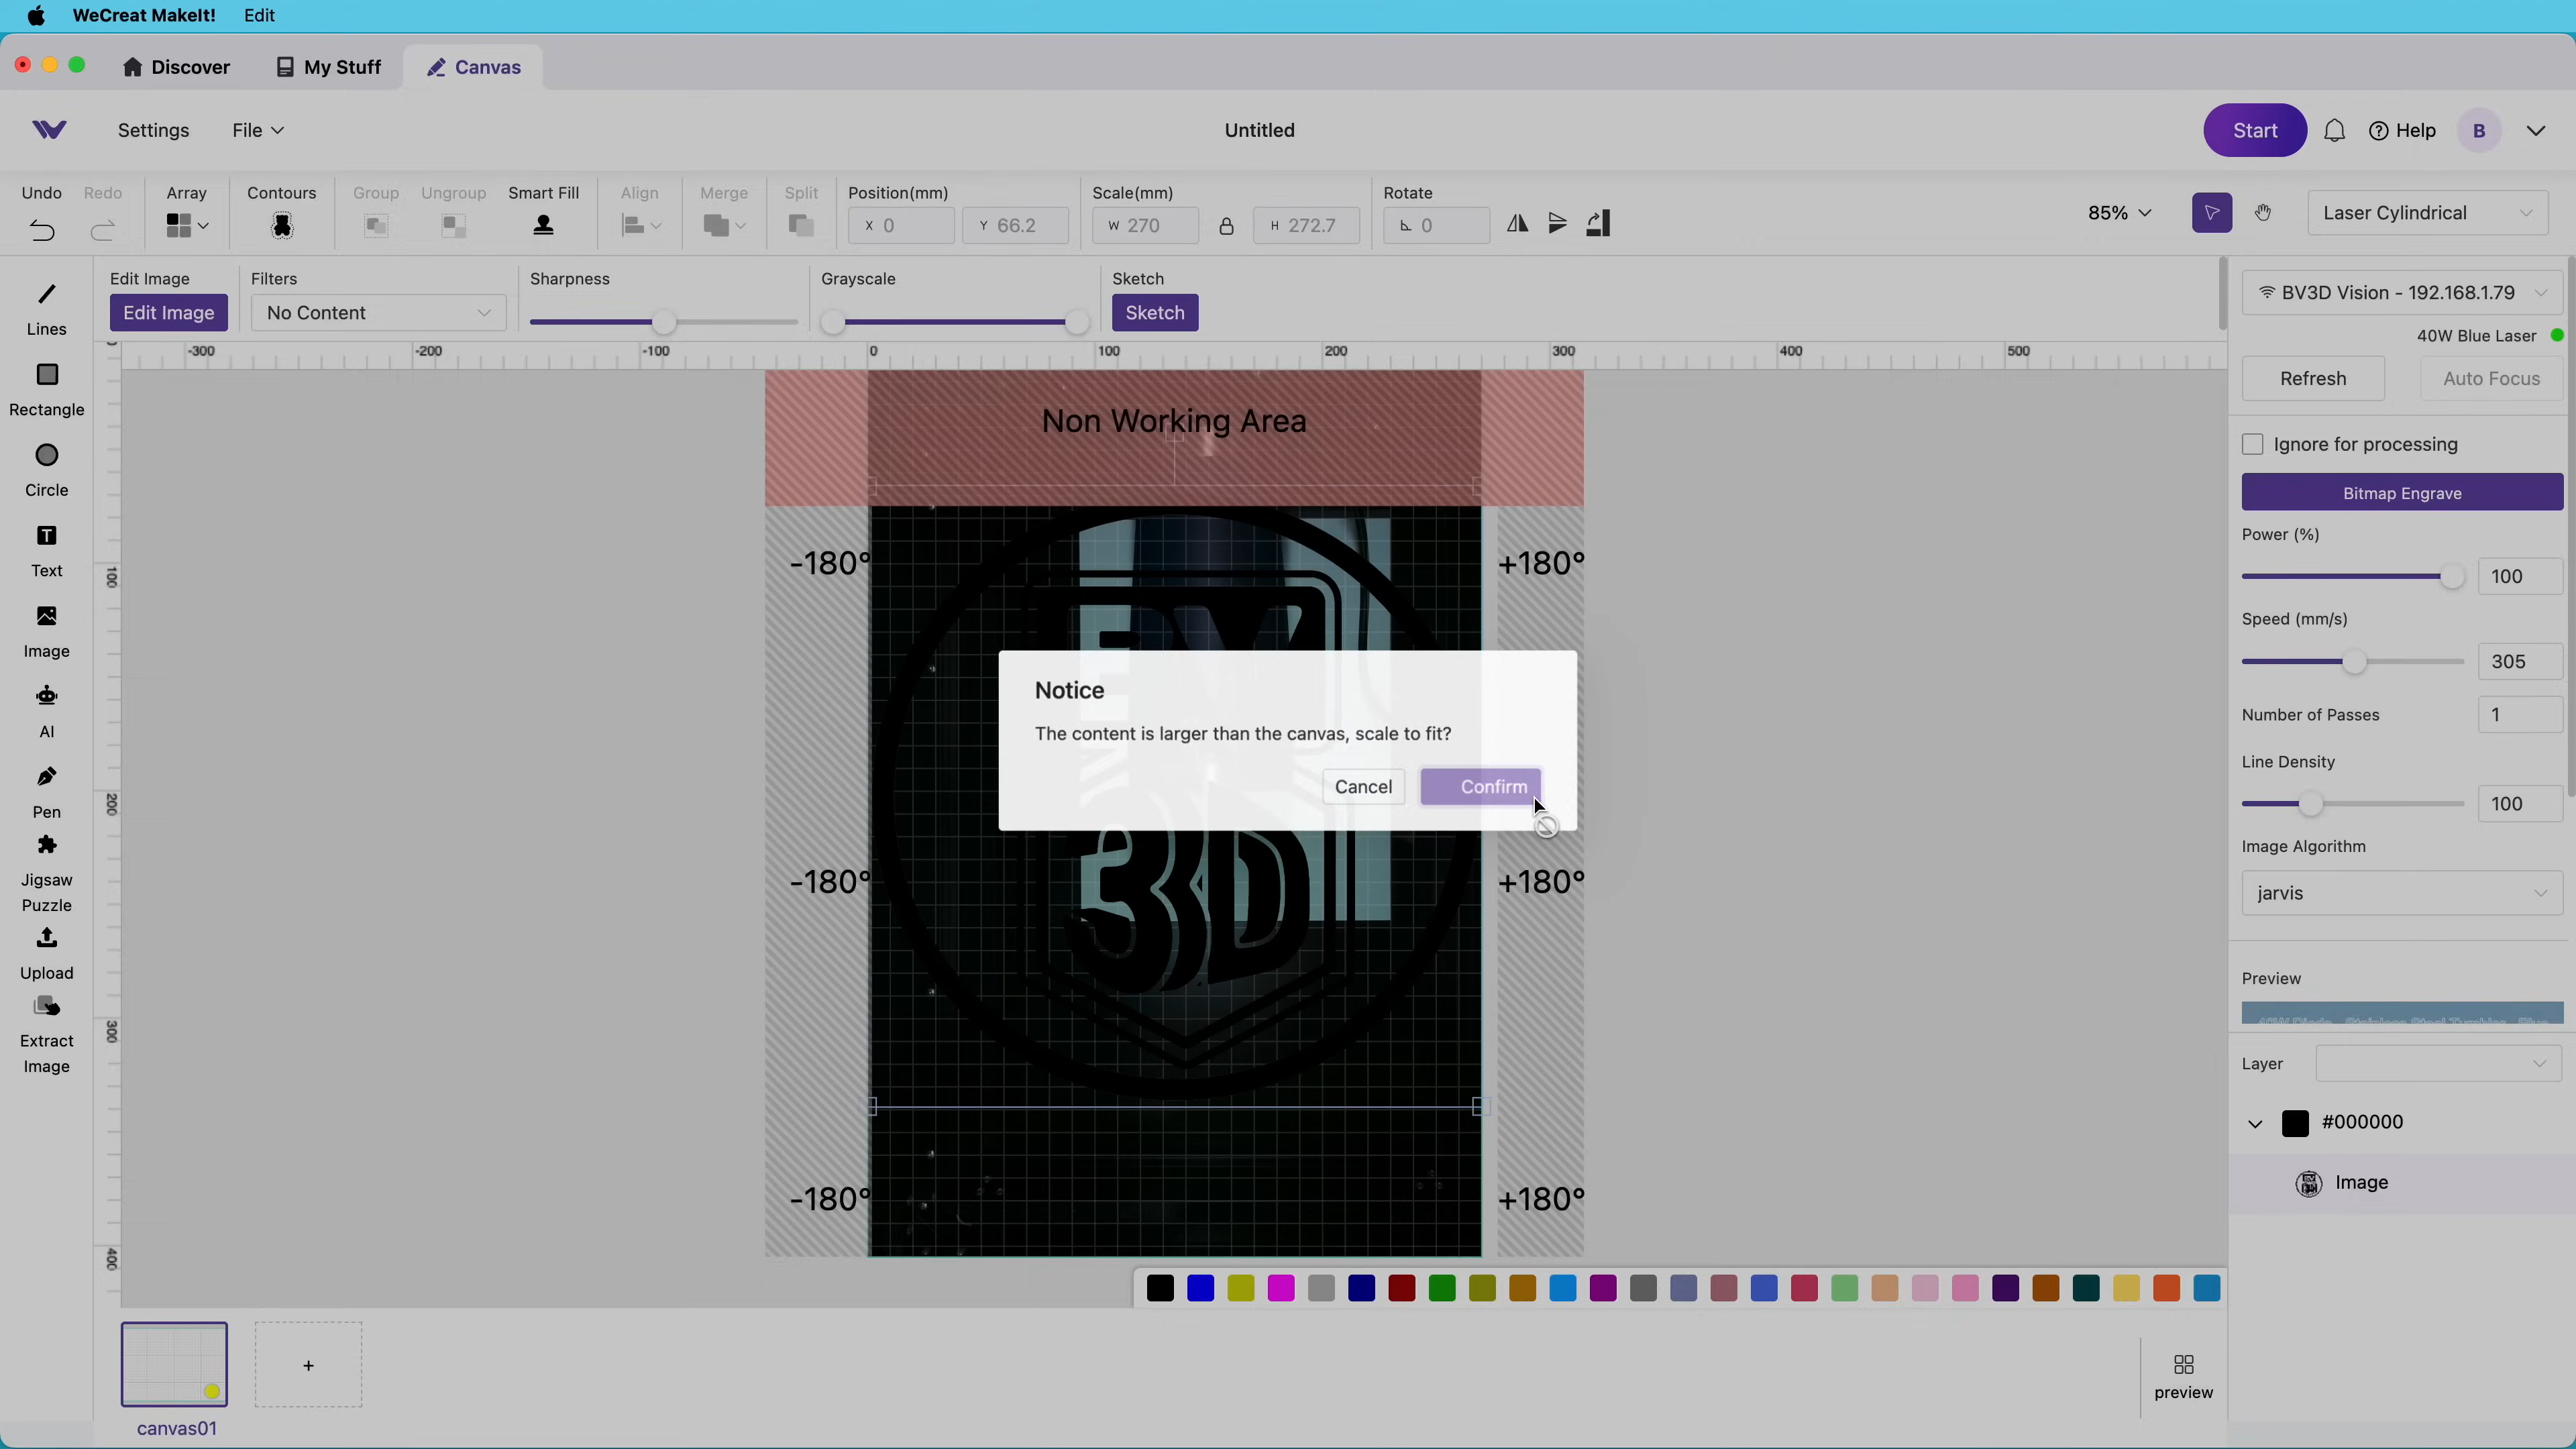 WeCreat MakeIt! Edit
Discover My Stuff Canvas
Settings File Untitled Start Help B
Undo Redo Array Contours Group Ungroup Smart Fill Align Merge Split Position(mm) Scale(mm) Rotate
X 0 Y 66.2 W 270 H 272.7 0 85% Laser Cylindrical
Edit Image Filters Sharpness Grayscale Sketch
Edit Image No Content Sketch
BV3D Vision - 192.168.1.79
40W Blue Laser
Refresh Auto Focus
Lines
Rectangle
Circle
Text
Image
AI
Pen
Jigsaw
Puzzle
Upload
Extract
Image
-300 -200 -100 0 100 200 300 400 500
0
100
200
300
400
Non Working Area
-180° +180°
-180° +180°
-180° +180°
3D
Notice
The content is larger than the canvas, scale to fit?
Cancel Confirm
Ignore for processing
Bitmap Engrave
Power (%)
100
Speed (mm/s)
305
Number of Passes 1
Line Density
100
Image Algorithm
jarvis
Preview
Layer
#000000
Image
+
canvas01
preview